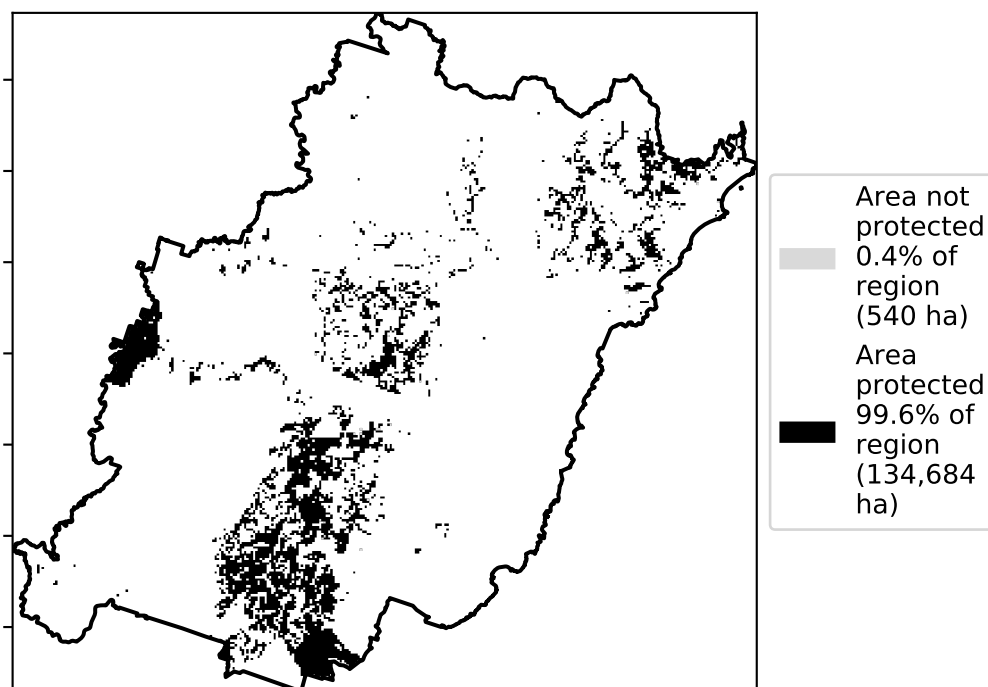 Area not
protected
0.4% of
region
(540 ha)
Area
protected
99.6% of
region
(134,684
ha)